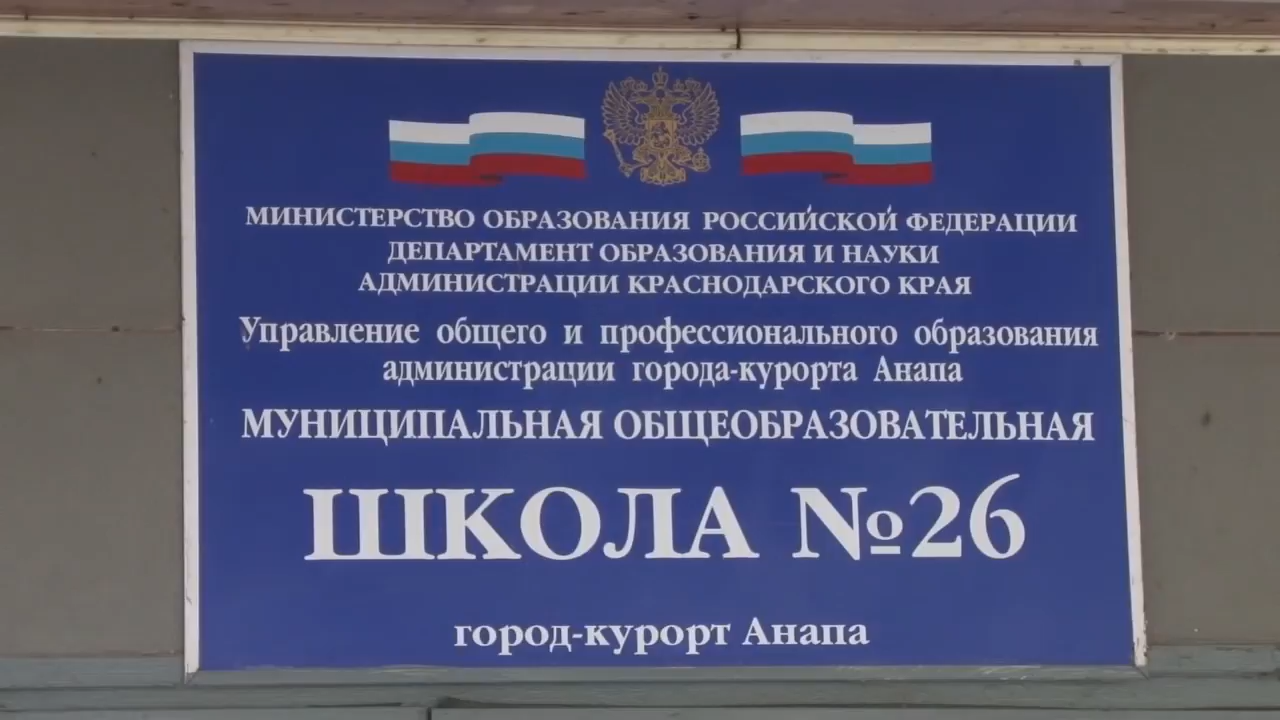 МИНИСТЕРСТВО ОБРАЗОВАНИЯ РОССИЙСКОЙ ФЕДЕРАЦИИ
ДЕПАРТАМЕНТ ОБРАЗОВАНИЯ И НАУКИ
АДМИНИСТРАЦИИ КРАСНОДАРСКОГО КРАЯ
Управление общего и профессионального образования
администрации города-курорта Анапа
МУНИЦИПАЛЬНАЯ ОБЩЕОБРАЗОВАТЕЛЬНАЯ
ШКОЛА №26
город-курорт Анапа